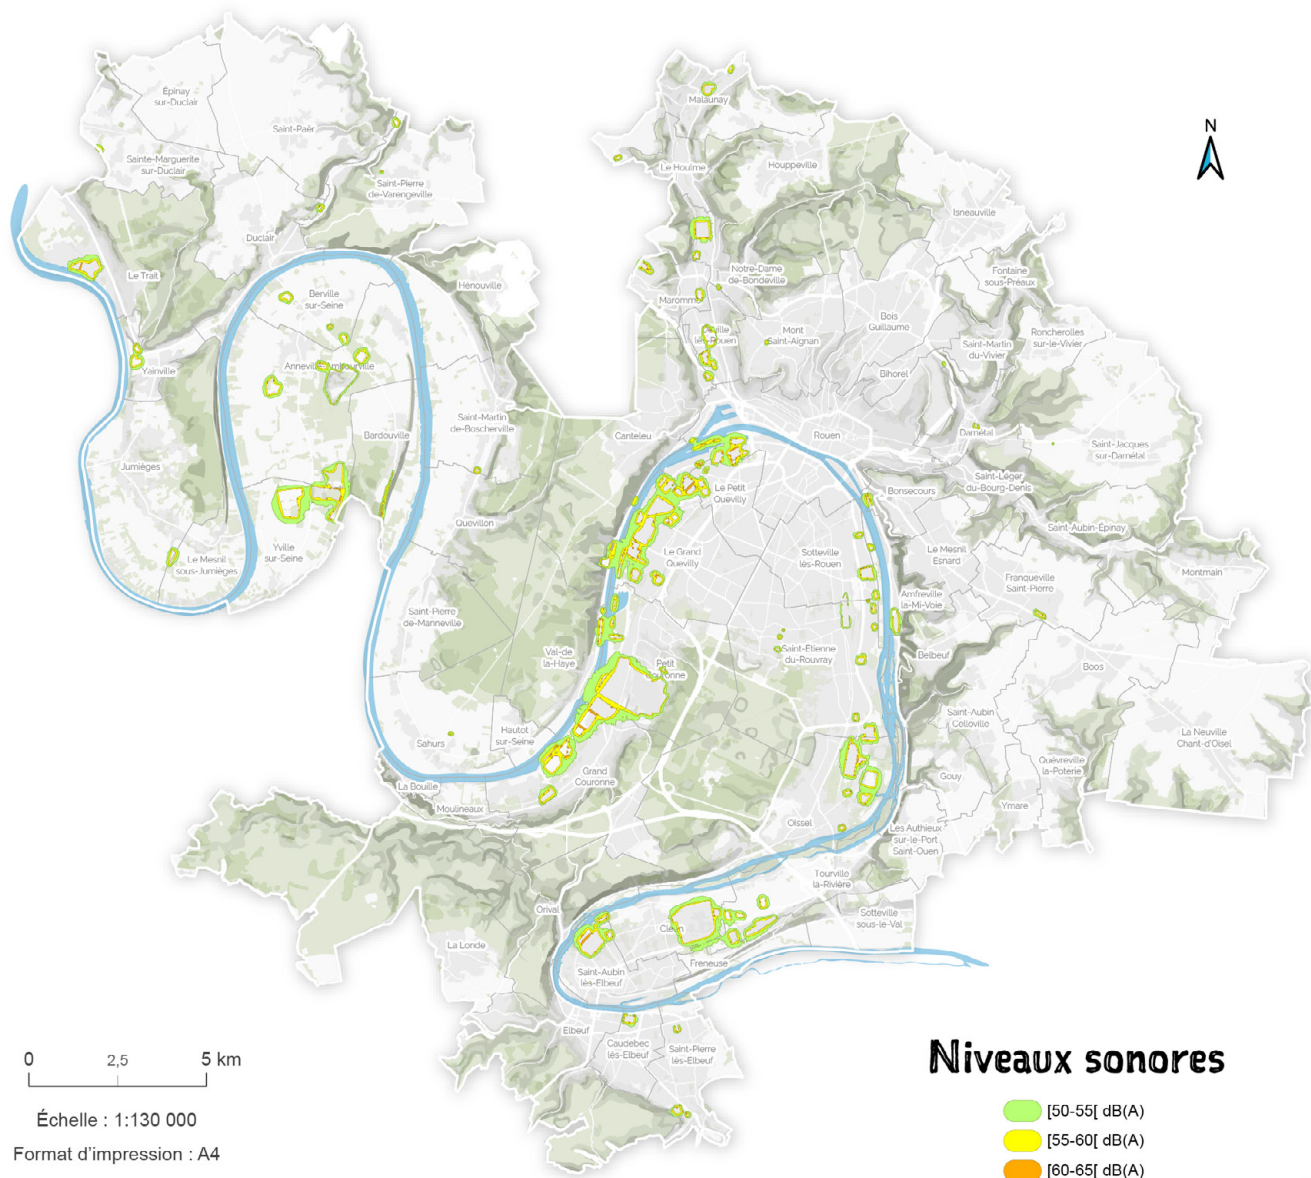 Épinay
sur-Duclair
Saint-Paër
Sainte-Marguerite
sur-Duclair
Saint-Pierre
de-Varengeville
Duclair
Le Trait
Hénouville
Berville
sur-Seine
Yainville
Anneville-Ambourville
Bardouville
Saint-Martin
de-Boscherville
Jumièges
Quevillon
Le Mesnil
sous-Jumièges
Yville
sur-Seine
Saint-Pierre
de-Manneville
Malaunay
Le Houlme
Houppeville
N
Isneauville
Notre-Dame
de-Bondeville
Fontaine
sous-Préaux
Maromme
Bois
Guillaume
Mont
Saint-Aignan
Déville
lès-Rouen
Roncherolles
sur-le-Vivier
Saint-Martin
du-Vivier
Bihorel
Canteleu
Rouen
Darnétal
Saint-Jacques
sur-Darnétal
Saint-Léger
du-Bourg-Denis
Le Petit
Quevilly
Bonsecours
Saint-Aubin-Épinay
Le Grand
Quevilly
Sotteville
lès-Rouen
Le Mesnil
Esnard
Franqueville
Saint-Pierre
Montmain
Amfreville
la-Mi-Voie
Val-de
la-Haye
Petit
Couronne
Saint-Étienne
du-Rouvray
Belbeuf
Boos
Saint-Aubin
Celloville
Hautot
sur-Seine
Sahurs
La Neuville
Chant-d'Oisel
Quévreville
la-Poterie
Gouy
Ymare
Grand
Couronne
La Bouille
Moulineaux
Oissel
Les Authieux
sur-le-Port
Saint-Ouen
Tourville
la-Rivière
Orival
Sotteville
sous-le-Val
Cléon
La Londe
Freneuse
Saint-Aubin
lès-Elbeuf
Elbeuf
Caudebec
lès-Elbeuf
Saint-Pierre
lès-Elbeuf
0 2,5 5 km
Échelle : 1:130 000
Format d'impression : A4
Niveaux sonores
[50-55[ dB(A)
[55-60[ dB(A)
[60-65[ dB(A)